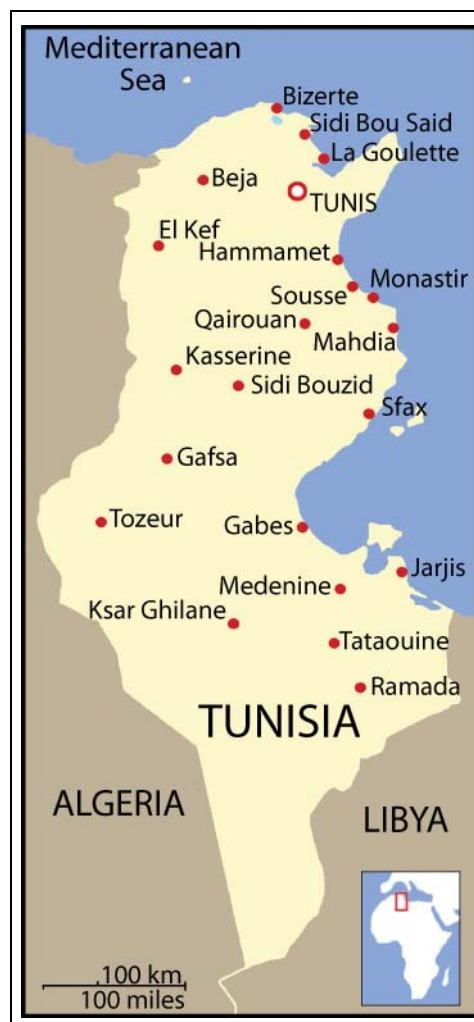 Mediterranean
Sea
Bizerte
Sidi Bou Said
La Goulette
Beja
TUNIS
El Kef
Hammamet
Monastir
Sousse
Qairouan
Mahdia
Kasserine
Sidi Bouzid
Sfax
Gafsa
Tozeur
Gabes
Jarjis
Medenine
Ksar Ghilane
Tataouine
Ramada
TUNISIA
ALGERIA
LIBYA
100 km
100 miles